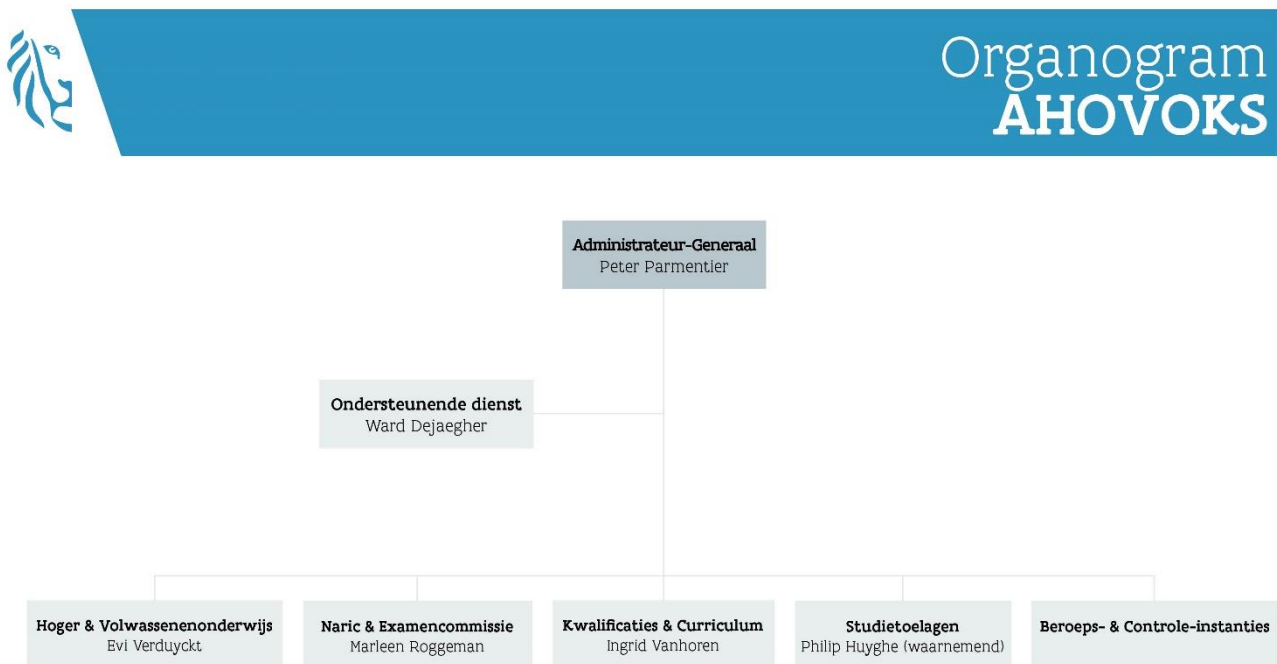 Organogram
AHOVOKS
Administrateur-Generaal
Peter Parmentier
Ondersteunende dienst
Ward Dejaegher
Hoger & Volwassenenonderwijs
Evi Verduyckt
Naric & Examencommissie
Marleen Roggeman
Kwalificaties & Curriculum
Ingrid Vanhoren
Studietoelagen
Philip Huyghe (waarnemend)
Beroeps- & Controle-instanties